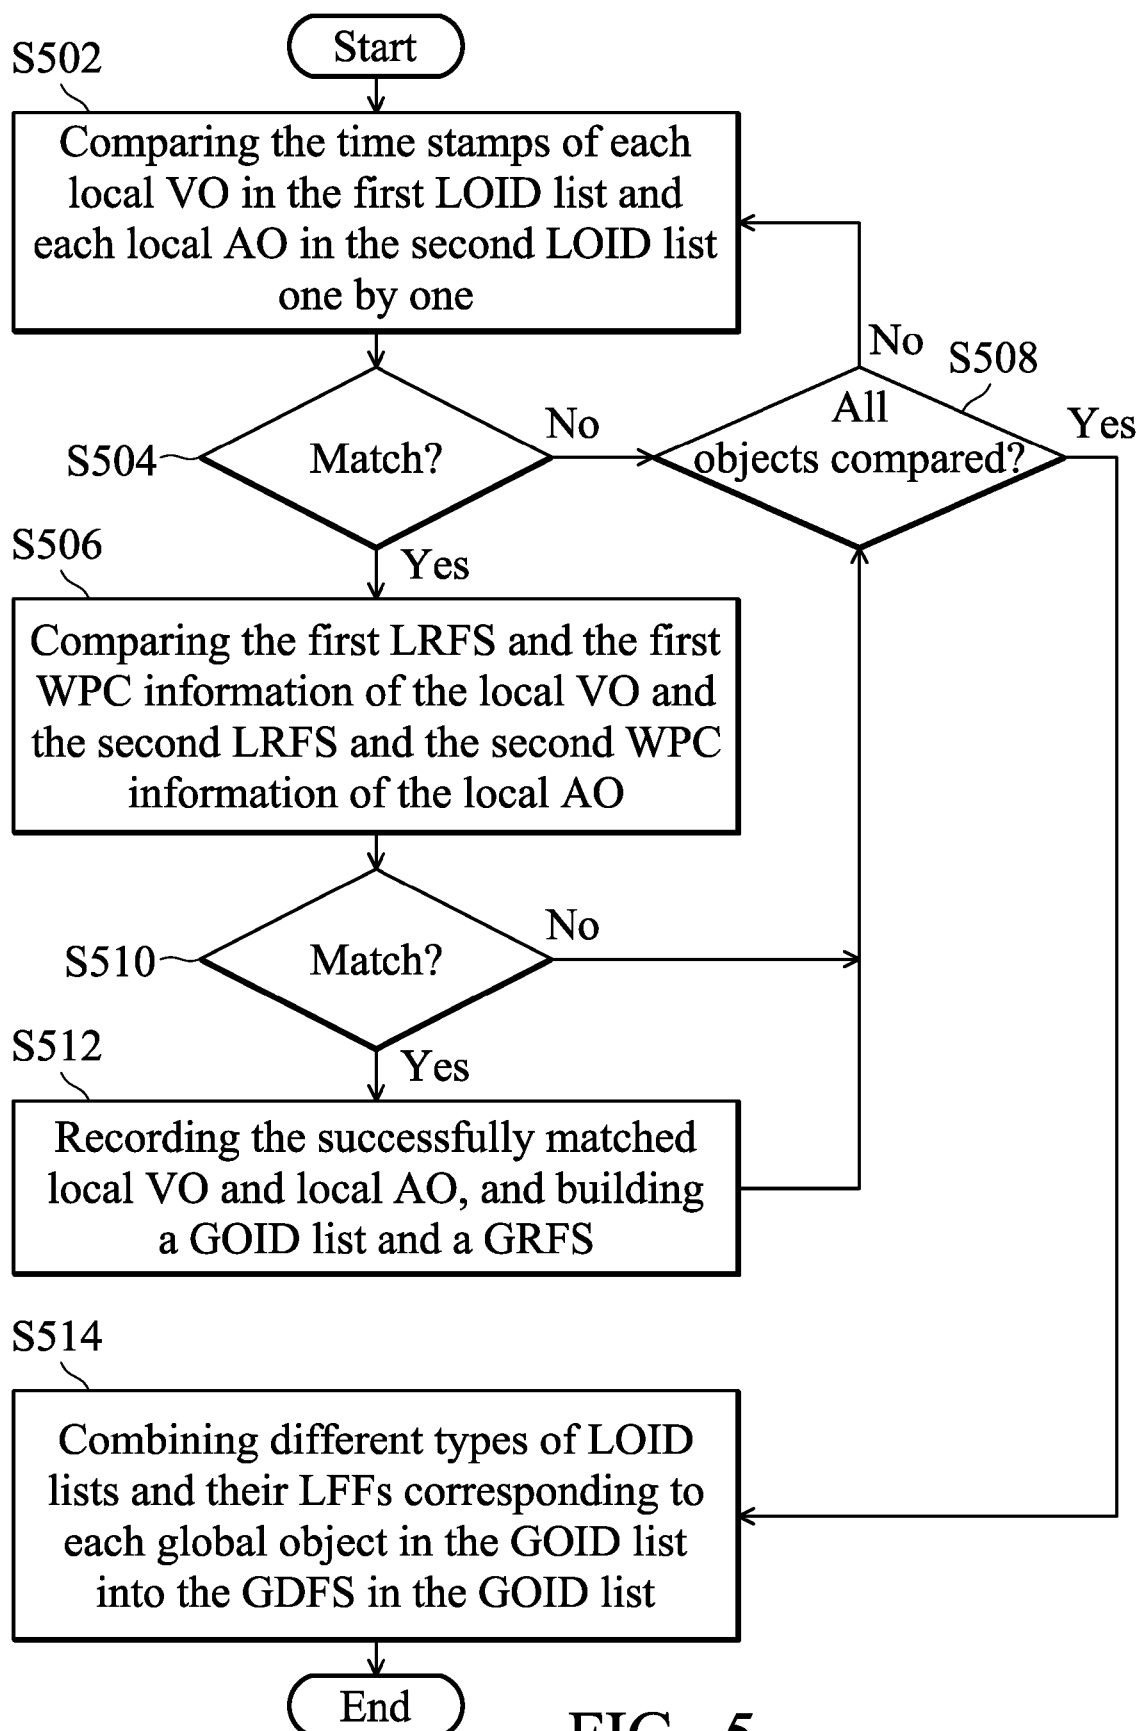 Start
S502
Comparing the time stamps of each
local VO in the first LOID list and
each local AO in the second LOID list
one by one
No
S508
All
objects compared?
Yes
S504
Match?
No
Yes
S506
Comparing the first LRFS and the first
WPC information of the local VO and
the second LRFS and the second WPC
information of the local AO
S510
Match?
No
Yes
S512
Recording the successfully matched
local VO and local AO, and building
a GOID list and a GRFS
S514
Combining different types of LOID
lists and their LFFs corresponding to
each global object in the GOID list
into the GDFS in the GOID list
End
FIG. 5